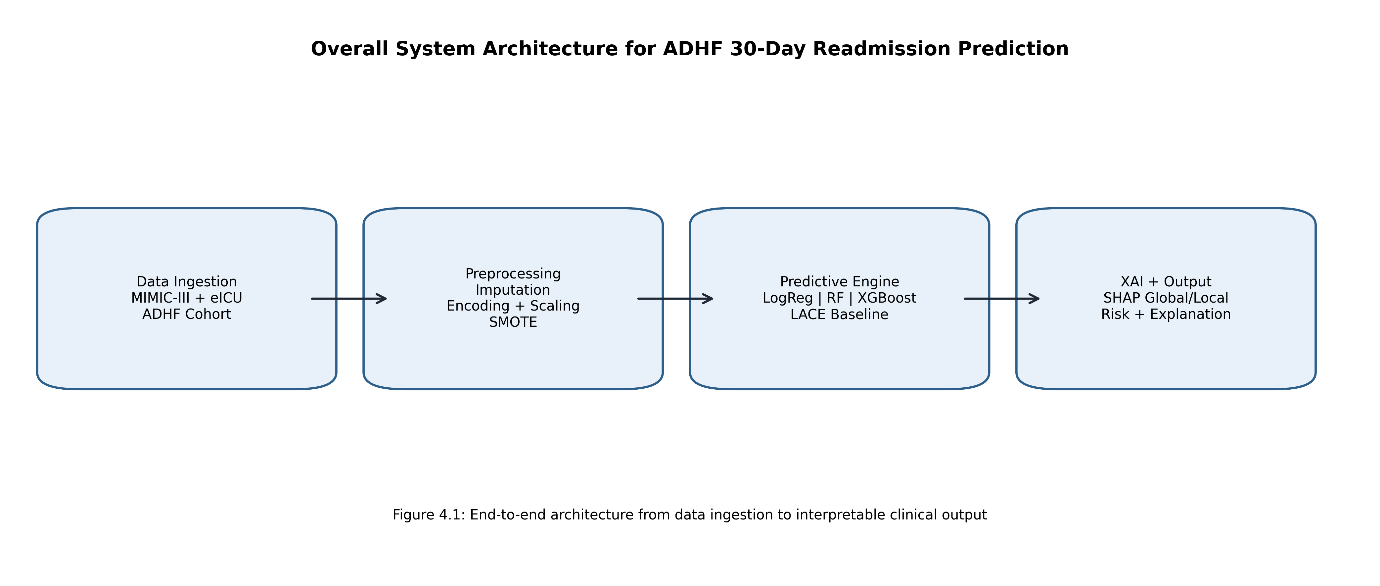 Overall System Architecture for ADHF 30-Day Readmission Prediction
Data Ingestion
MIMIC-III + eICU
ADHF Cohort
Preprocessing
Imputation
Encoding + Scaling
SMOTE
Predictive Engine
LogReg | RF | XGBoost
LACE Baseline
XAI + Output
SHAP Global/Local
Risk + Explanation
Figure 4.1: End-to-end architecture from data ingestion to interpretable clinical output